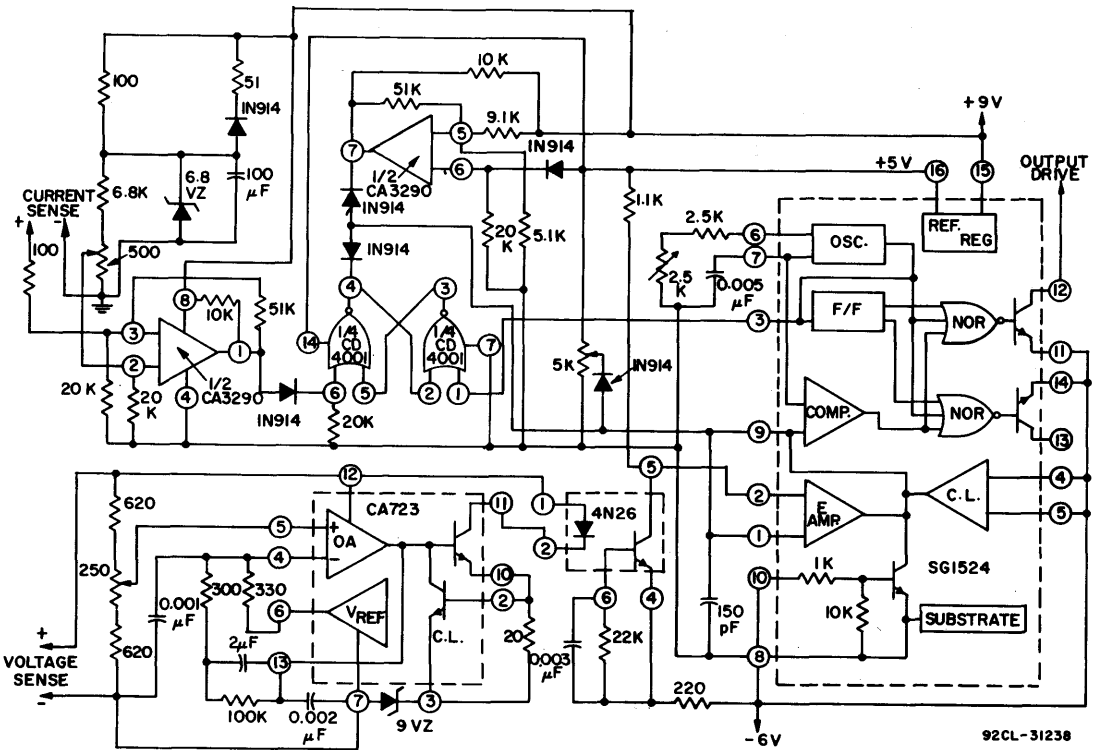 100
51
1N914
10 K
51K
9.1K
+9V
5
7
1N914
+5V
16
15
OUTPUT
DRIVE
1/2
CA3290
6
100
μF
6.8
VZ
6.8K
CURRENT
SENSE
+
-
1N914
1.1K
REF.
REG
2.5K
6
OSC.
100
500
20
K
5.1K
1N914
7
2.5
K
0.005
μF
12
8
10K
51K
4
3
F/F
3
NOR
3
1
14
1/4
CD
4001
1/4
CD
4001
7
11
2
1/2
CA3290
5K
1N914
14
20 K
20
K
4
1N914
6
5
2
1
COMP.
NOR
20K
9
13
12
5
4
620
CA723
11
1
4N26
2
E
AMP.
C.L.
5
5
+
OA
4
-
2
1
250
300
330
10
10
1K
SG1524
0.001
μF
6
VREF
2
6
4
150
pF
10K
SUBSTRATE
+
C.L.
20
22K
VOLTAGE
SENSE
-
620
2μF
13
0.003
μF
8
100K
0.002
μF
7
9 VZ
3
220
-6V
92CL-31238